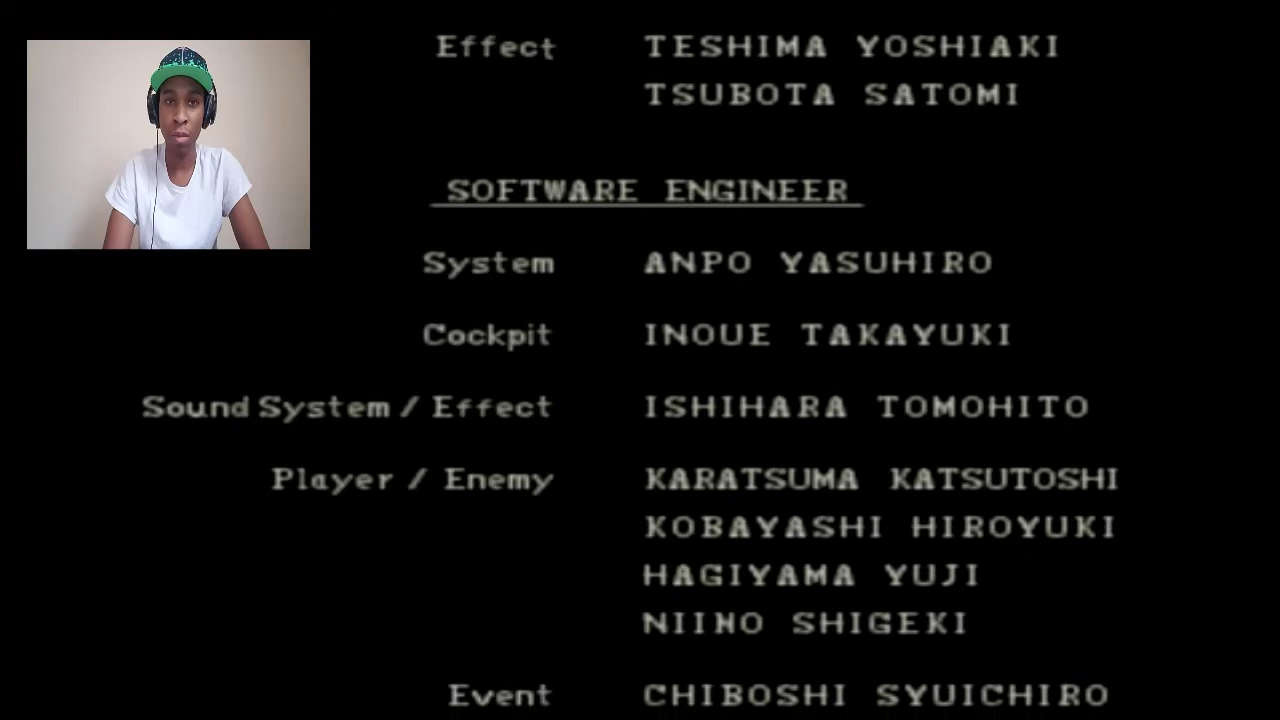 Effect TESHIMA YOSHIAKI
TSUBOTA SATOMI
SOFTWARE ENGINEER
System ANPO YASUHIRO
Cockpit INOUE TAKAYUKI
Sound System / Effect ISHIHARA TOMOHITO
Player / Enemy KARATSUMA KATSUTOSHI
KOBAYASHI HIROYUKI
HAGIYAMA YUJI
NIINO SHIGEKI
Event CHIBOSHI SYUICHIRO